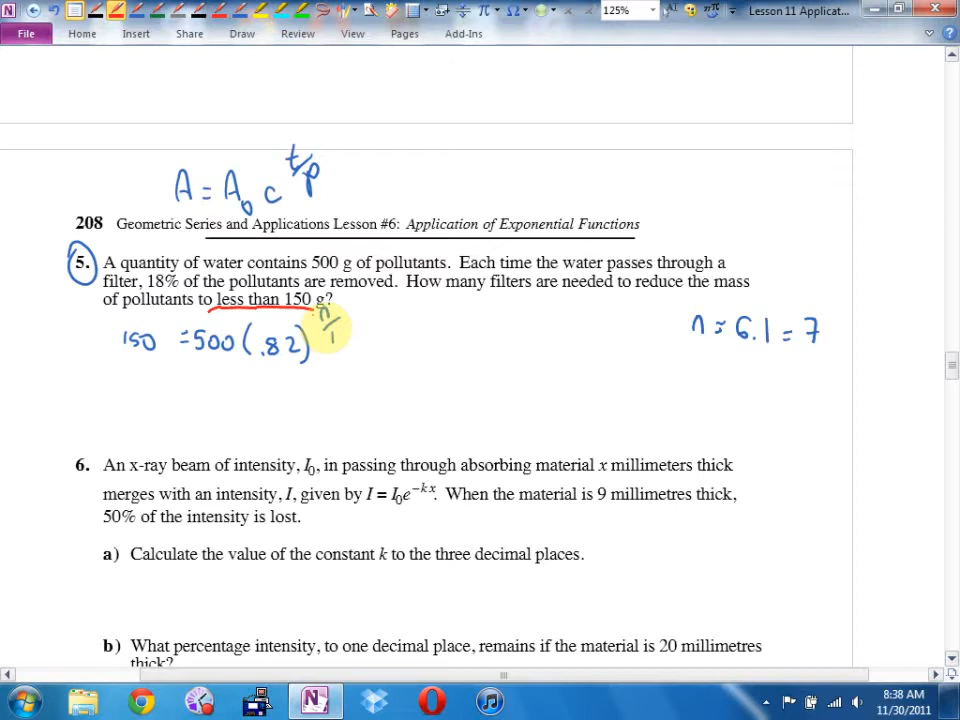 125%
Lesson 11 Applicat...
File Home Insert Share Draw Review View Pages Add-Ins
A = A₀ c^(t/p)
208 Geometric Series and Applications Lesson #6: Application of Exponential Functions
5. A quantity of water contains 500 g of pollutants. Each time the water passes through a
filter, 18% of the pollutants are removed. How many filters are needed to reduce the mass
of pollutants to less than 150 g?
150 = 500 (.82)^(n/1)
n ≈ 6.1 = 7
6. An x-ray beam of intensity, I₀, in passing through absorbing material x millimeters thick
merges with an intensity, I, given by I = I₀e^(−kx). When the material is 9 millimetres thick,
50% of the intensity is lost.
a) Calculate the value of the constant k to the three decimal places.
b) What percentage intensity, to one decimal place, remains if the material is 20 millimetres
thick?
8:38 AM
11/30/2011